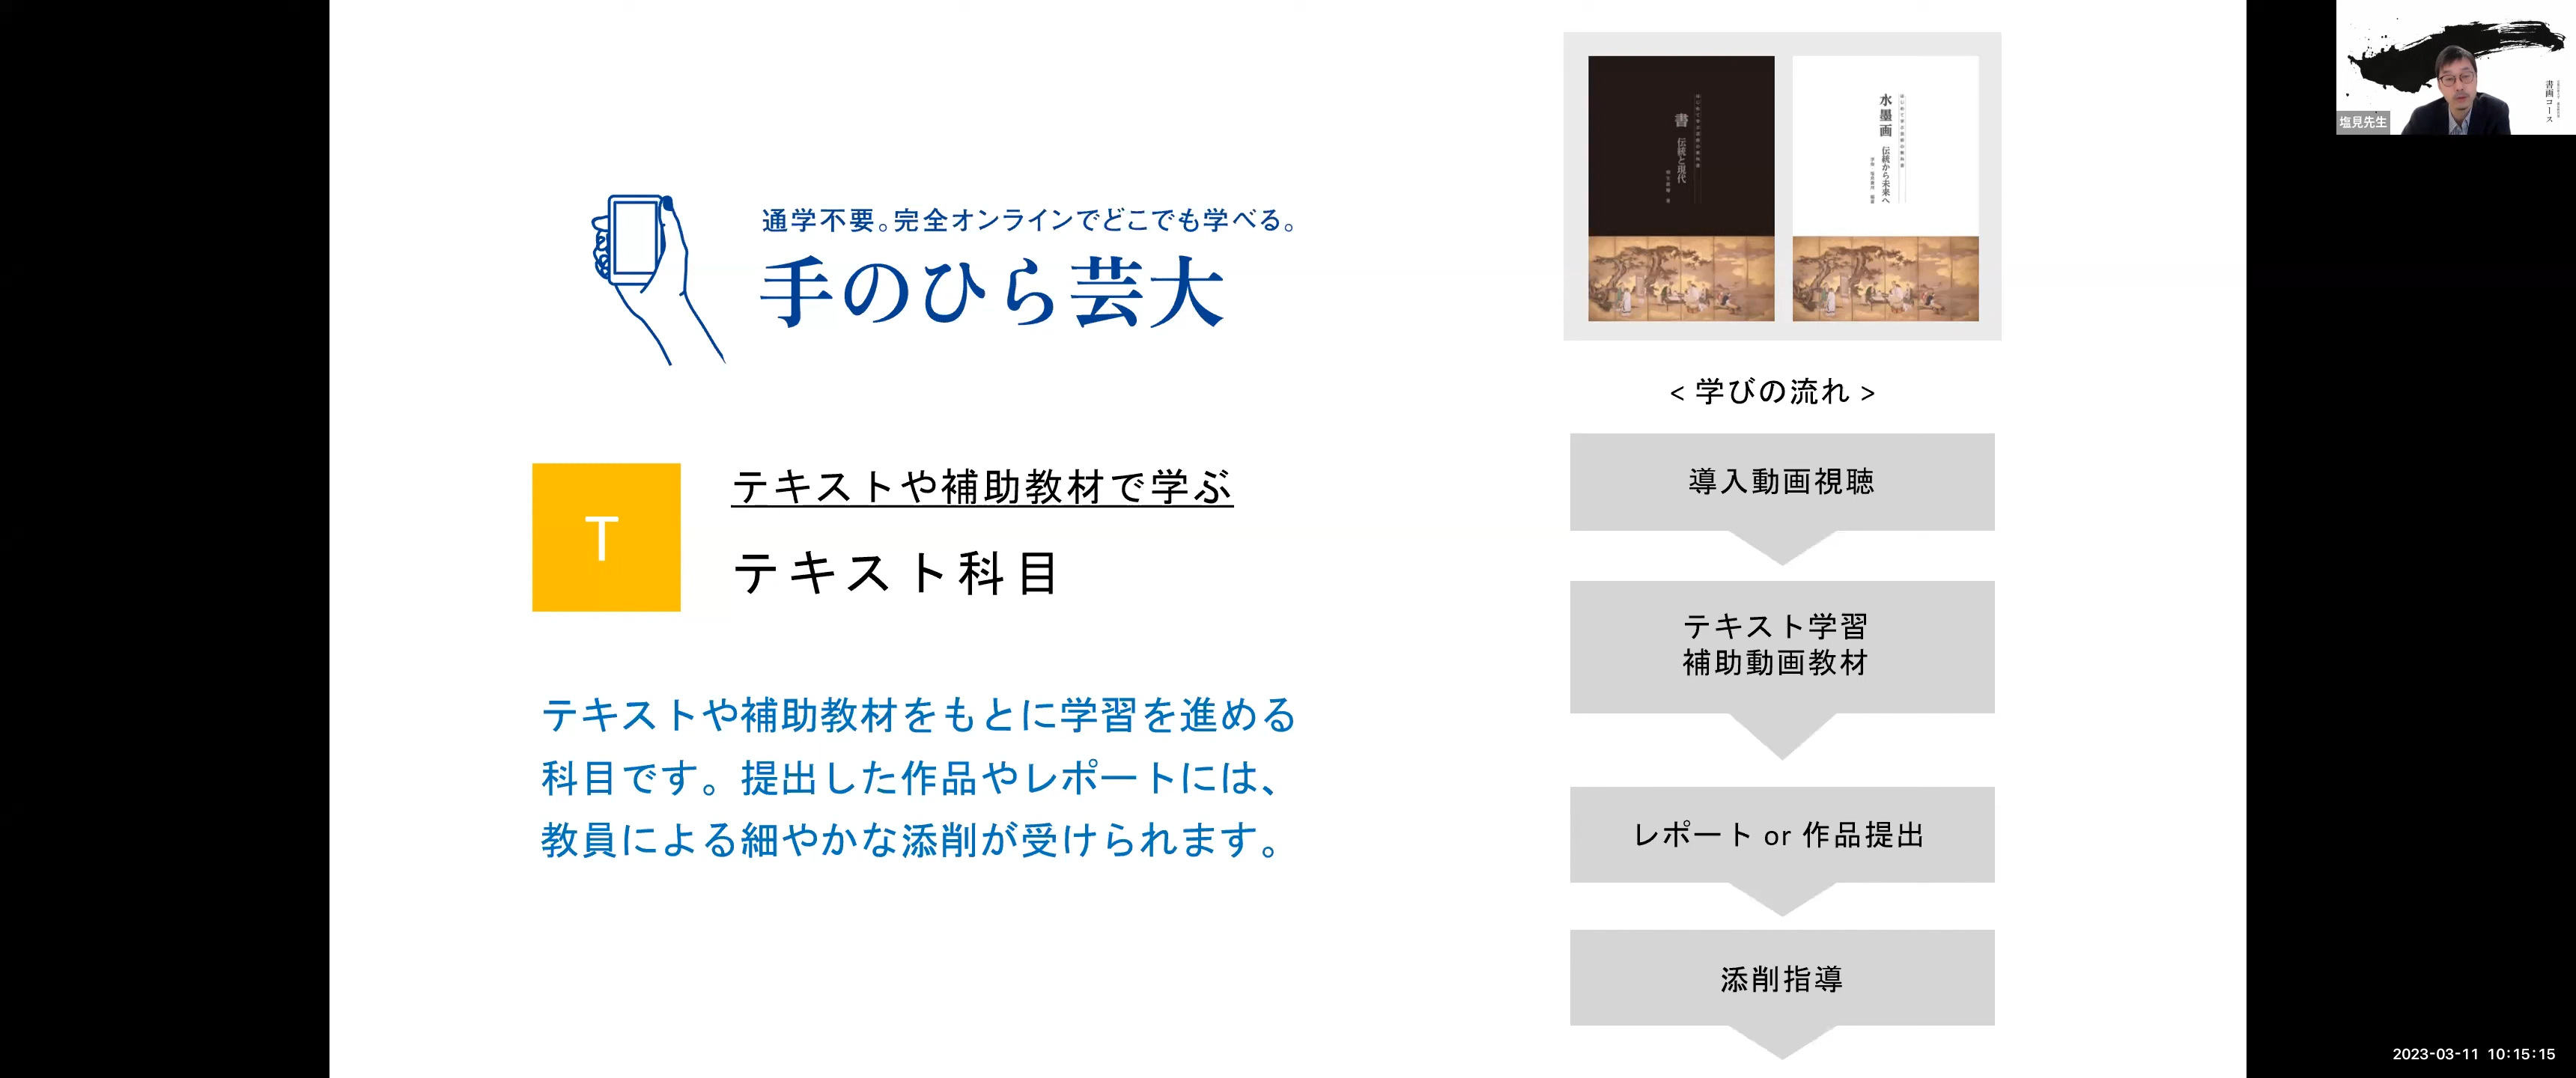 通学不要。完全オンラインでどこでも学べる。
手のひら芸大
T
テキストや補助教材で学ぶ
テキスト科目
テキストや補助教材をもとに学習を進める
科目です。提出した作品やレポートには、
教員による細やかな添削が受けられます。
書 伝統と現代
水墨画 伝統から未来へ
< 学びの流れ >
導入動画視聴
テキスト学習
補助動画教材
レポート or 作品提出
添削指導
書画コース
塩見先生
2023-03-11 10:15:15